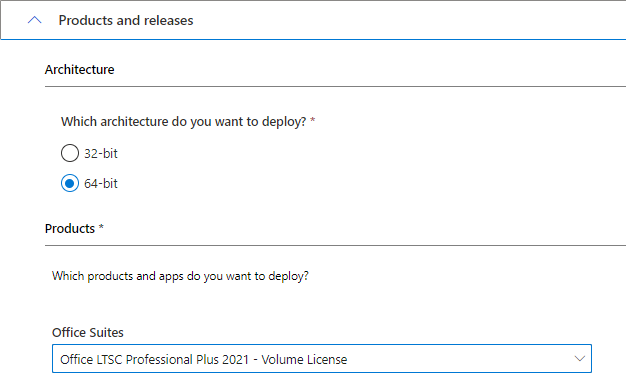 Products and releases
Architecture
Which architecture do you want to deploy? *
32-bit
64-bit
Products *
Which products and apps do you want to deploy?
Office Suites
Office LTSC Professional Plus 2021 - Volume License